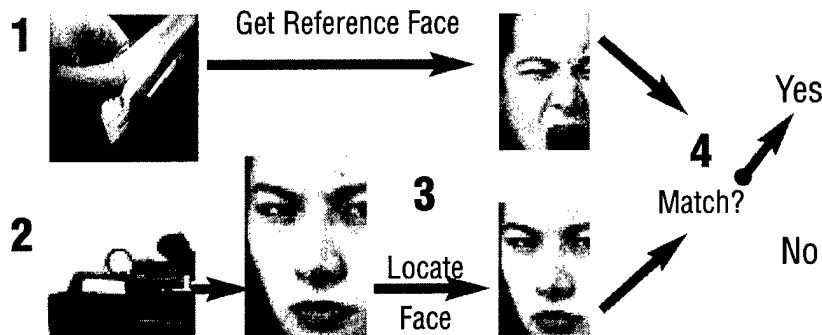 1
Get Reference Face
Yes
4
Match?
3
2
Locate
Face
No